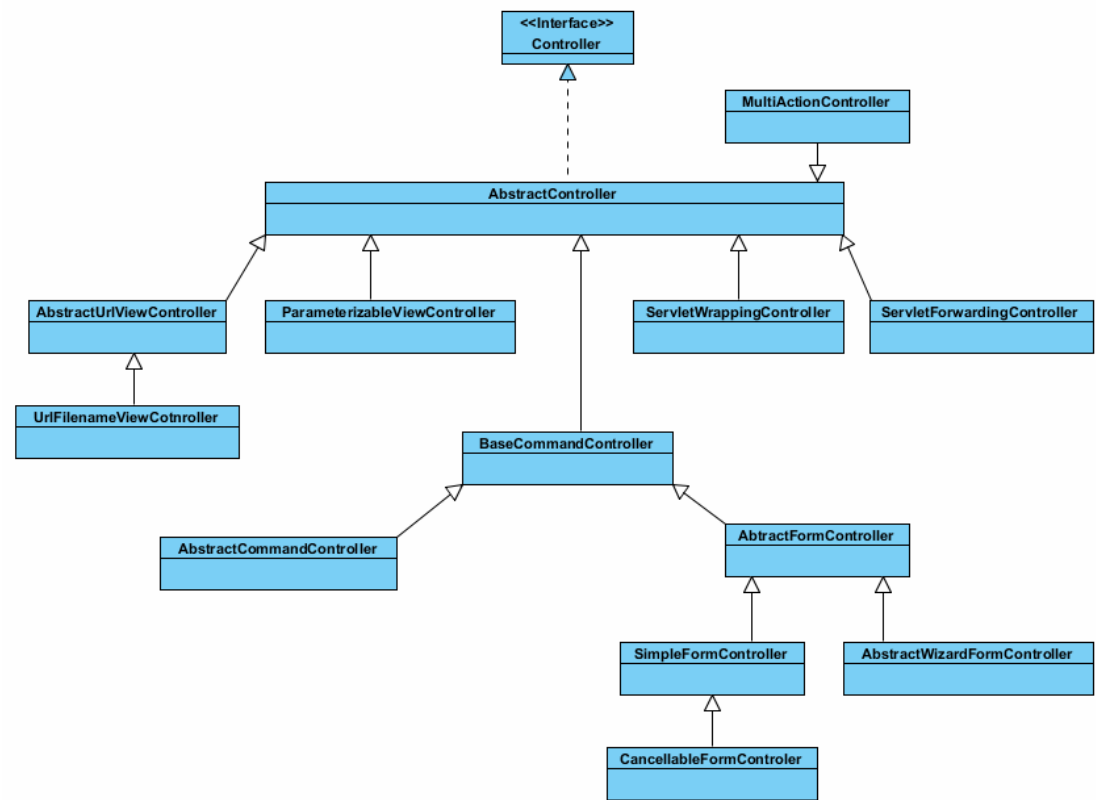 <<Interface>>
Controller
MultiActionController
AbstractController
AbstractUrlViewController
ParameterizableViewController
ServletWrappingController
ServletForwardingController
UrlFilenameViewCotnroller
BaseCommandController
AbstractCommandController
AbtractFormController
SimpleFormController
AbstractWizardFormController
CancellableFormControler